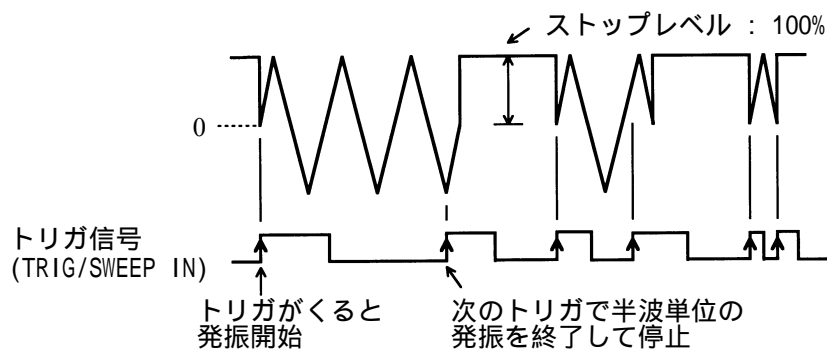 ストップレベル : 100%
0
トリガ信号
(TRIG/SWEEP IN)
トリガがくると
発振開始
次のトリガで半波単位の
発振を終了して停止